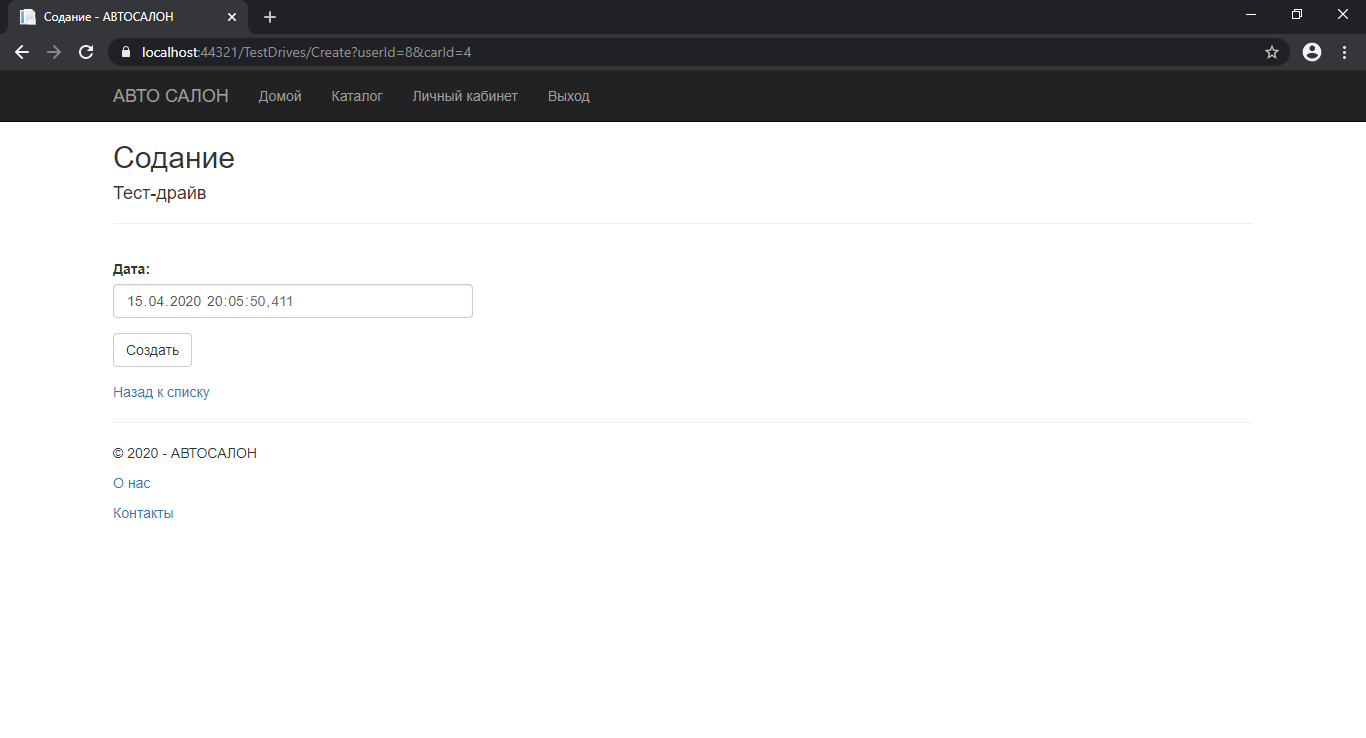 Содание - АВТОСАЛОН
localhost:44321/TestDrives/Create?userId=8&carId=4
АВТО САЛОН Домой Каталог Личный кабинет Выход
Содание
Тест-драйв
Дата:
15.04.2020 20:05:50,411
Создать
Назад к списку
© 2020 - АВТОСАЛОН
О нас
Контакты